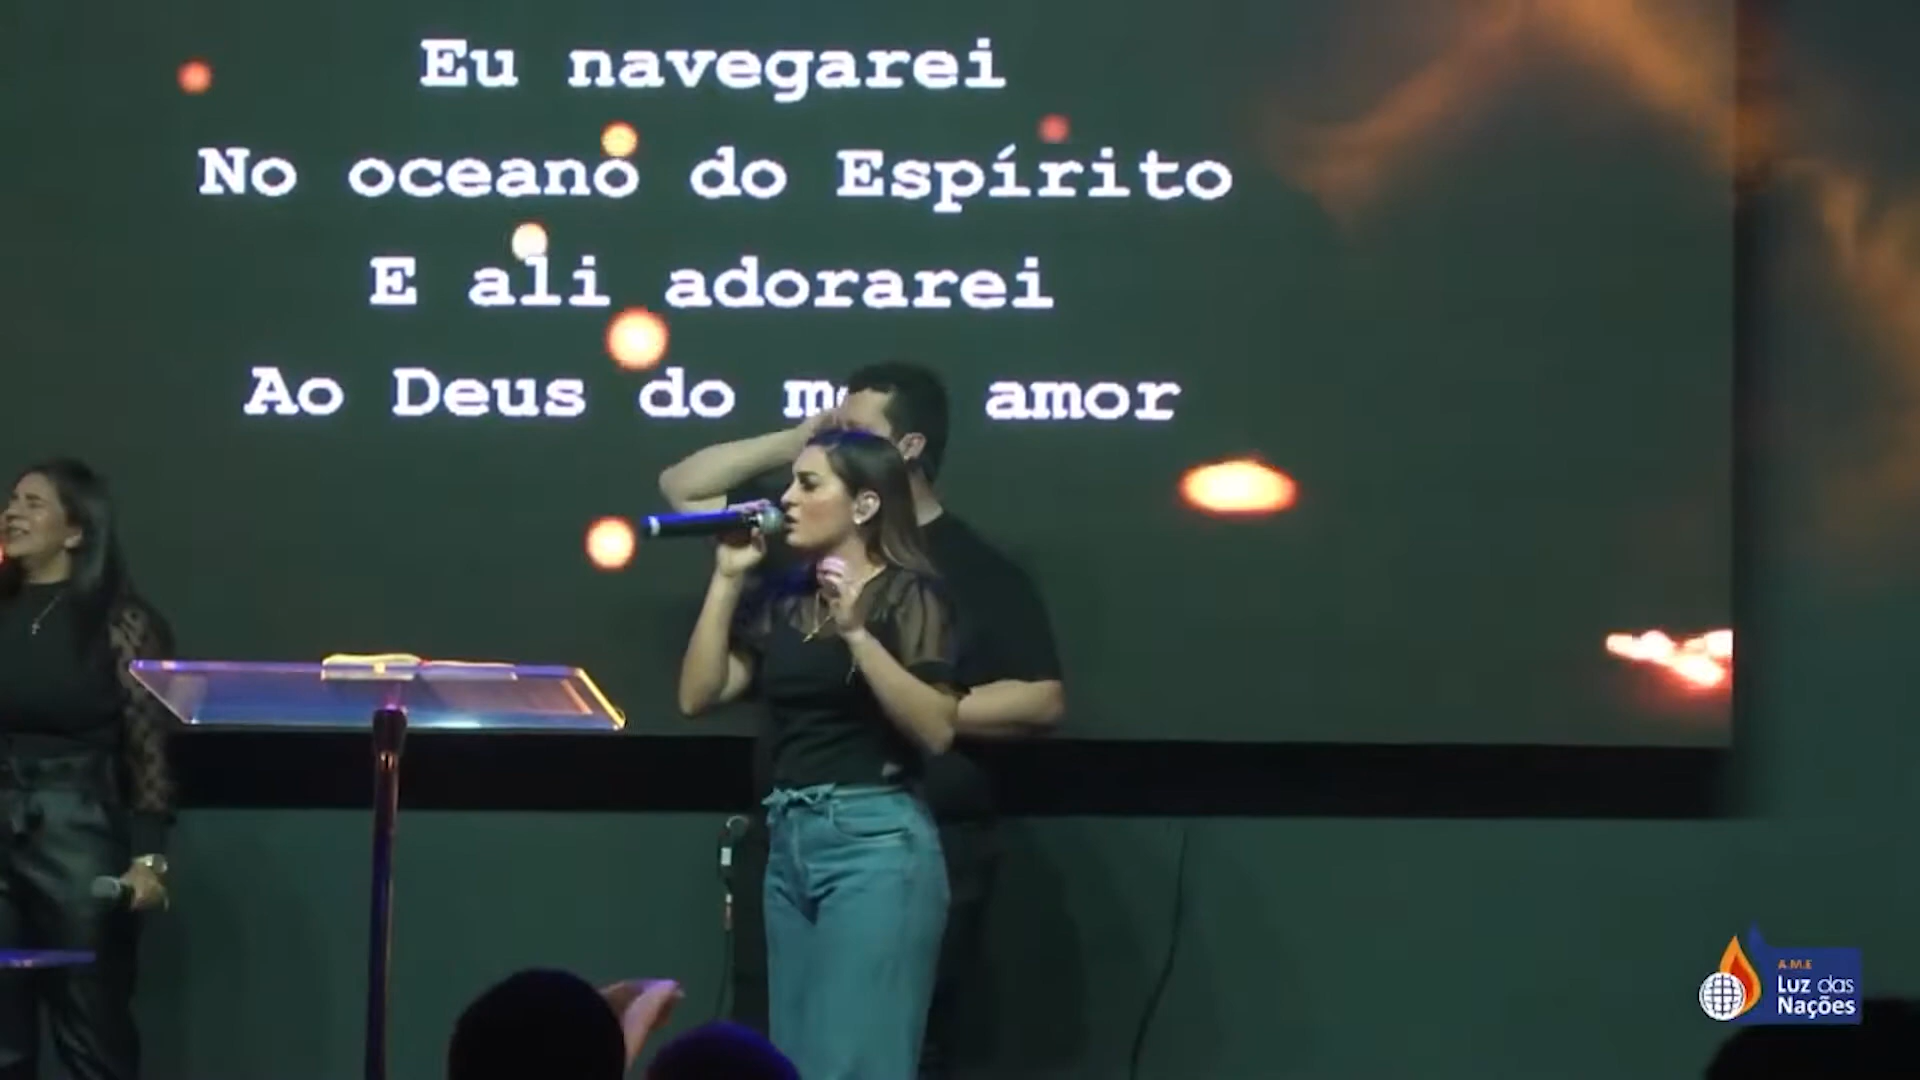 Eu navegarei
No oceano do Espírito
E ali adorarei
Ao Deus do amor
A.M.E
Luz das
Nações